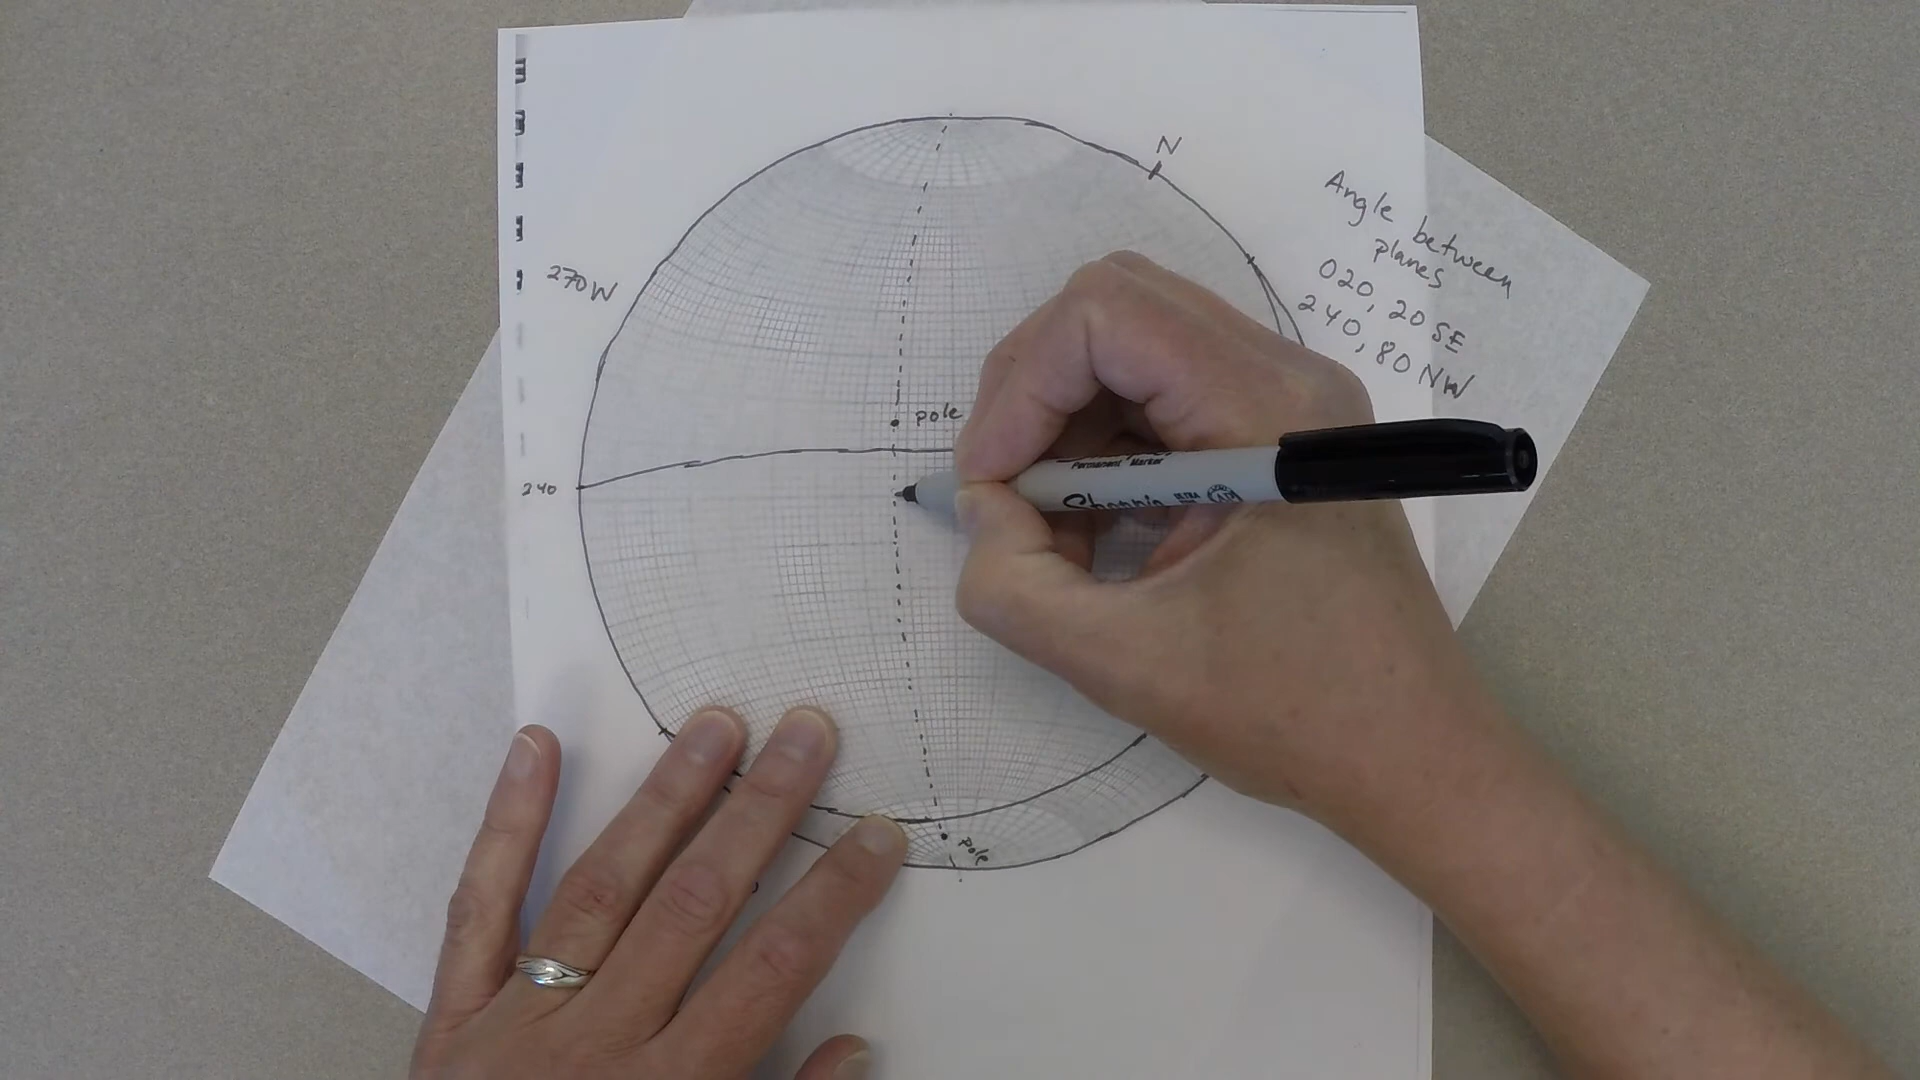 N
Angle between
planes
020, 20 SE
240, 80 NW
270W
pole
240
Permanent Marker
Sharpie
pole